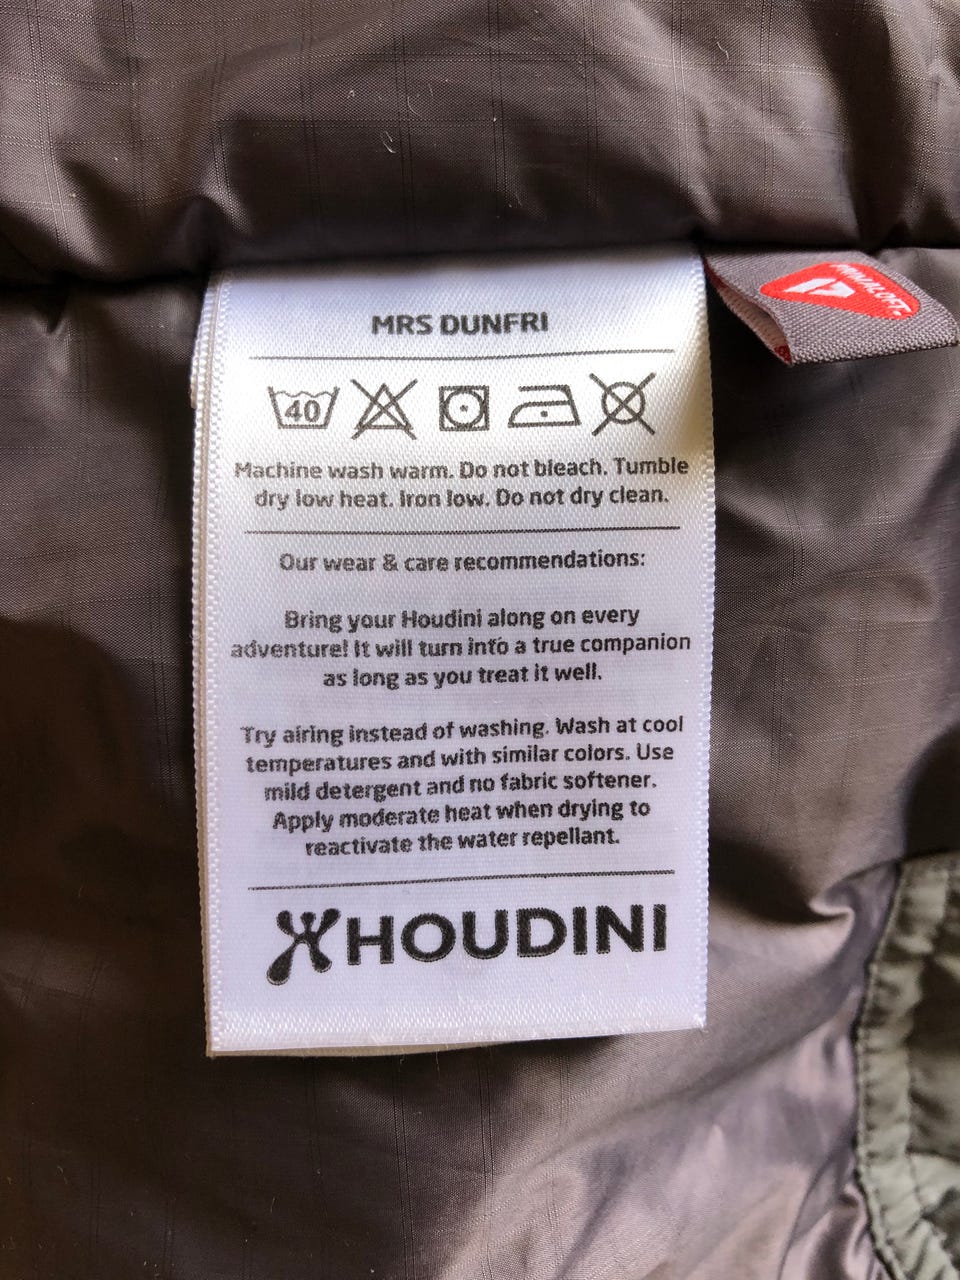 MRS DUNFRI
PRIMALOFT®
40
Machine wash warm. Do not bleach. Tumble
dry low heat. Iron low. Do not dry clean.
Our wear & care recommendations:
Bring your Houdini along on every
adventure! It will turn into a true companion
as long as you treat it well.
Try airing instead of washing. Wash at cool
temperatures and with similar colors. Use
mild detergent and no fabric softener.
Apply moderate heat when drying to
reactivate the water repellant.
HOUDINI